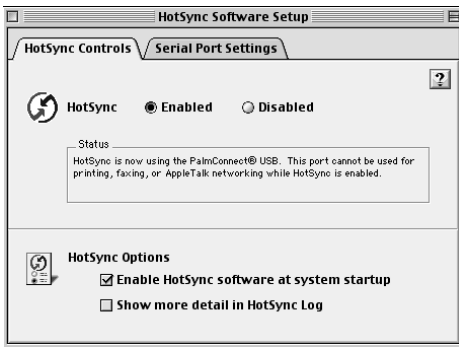 HotSync Software Setup
HotSync Controls
Serial Port Settings
?
HotSync Enabled Disabled
Status
HotSync is now using the PalmConnect® USB. This port cannot be used for
printing, faxing, or AppleTalk networking while HotSync is enabled.
HotSync Options
Enable HotSync software at system startup
Show more detail in HotSync Log